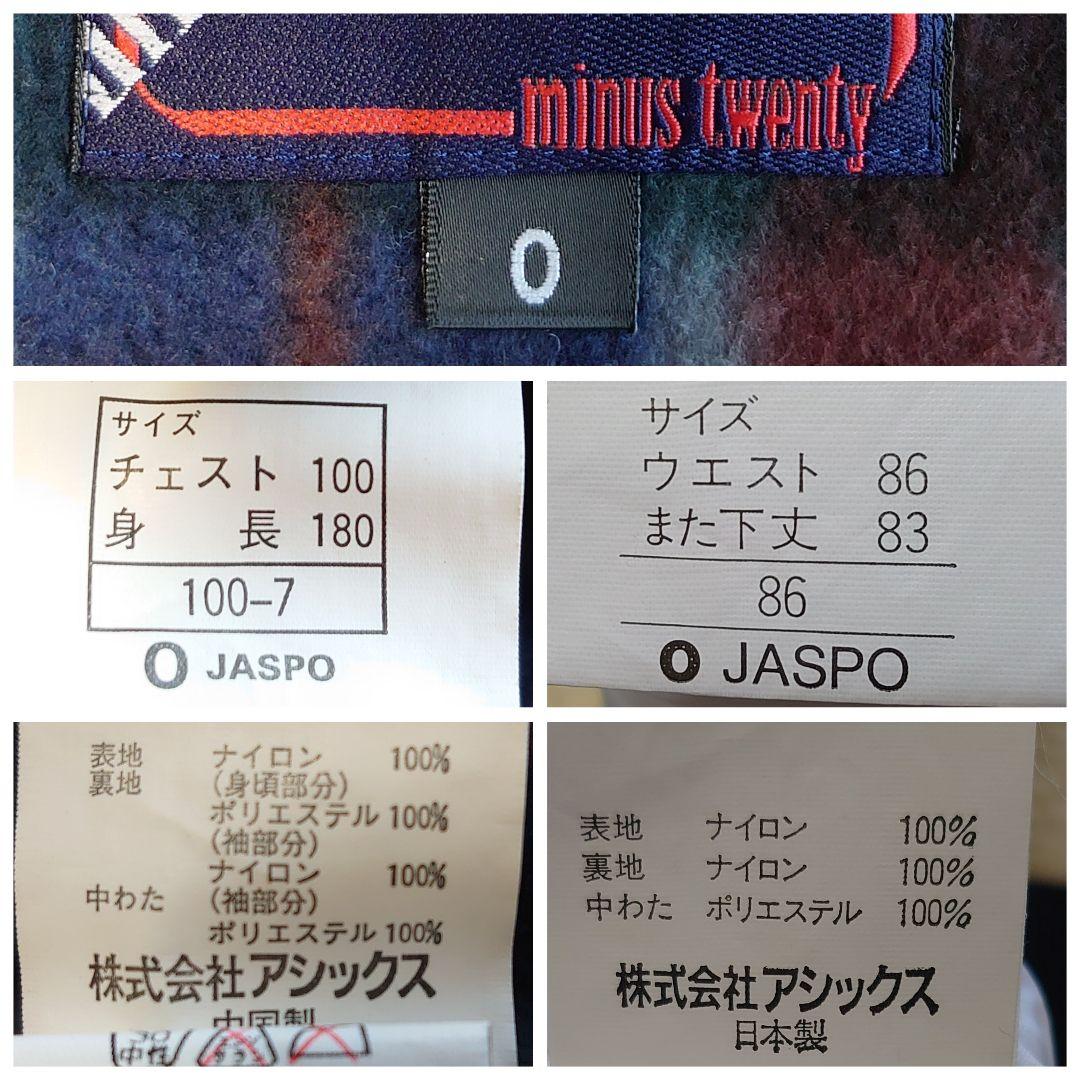 minus twenty
O
サイズ
チェスト 100
身 長 180
100-7
O JASPO
サイズ
ウエスト 86
また下丈 83
86
O JASPO
表地 ナイロン 100%
裏地 (身頃部分)
ポリエステル 100%
(袖部分)
ナイロン 100%
中わた (袖部分)
ポリエステル 100%
株式会社アシックス
中国製
中性
表地 ナイロン 100%
裏地 ナイロン 100%
中わた ポリエステル 100%
株式会社アシックス
日本製